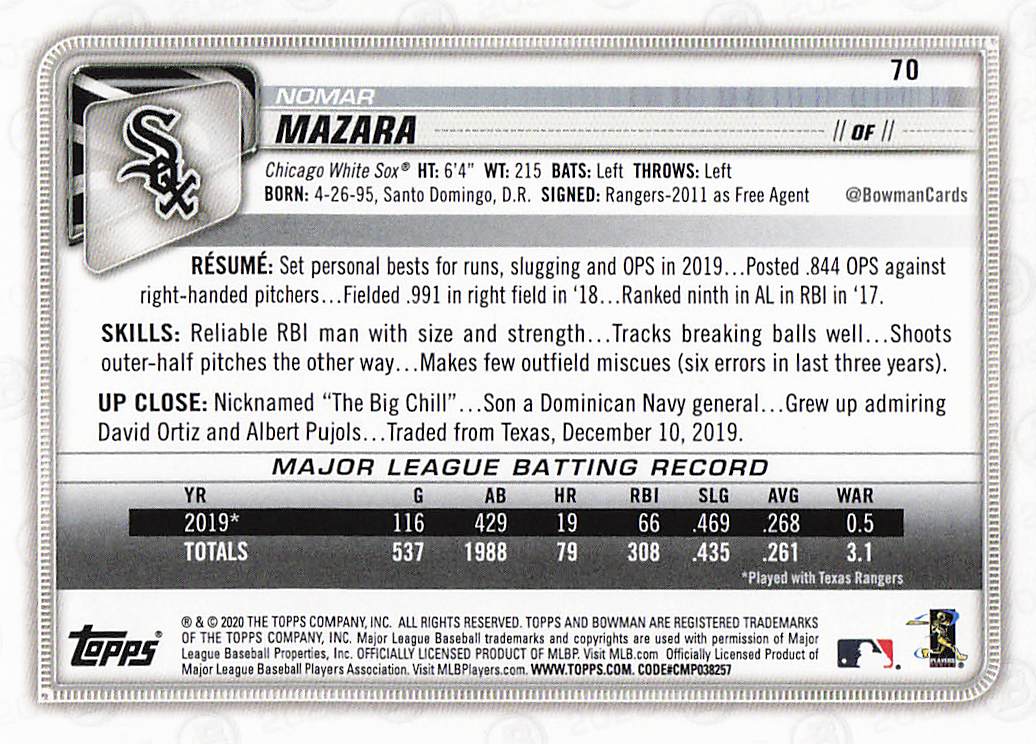 70
NOMAR
MAZARA // OF //
Sox
Chicago White Sox® HT: 6'4" WT: 215 BATS: Left THROWS: Left
BORN: 4-26-95, Santo Domingo, D.R. SIGNED: Rangers-2011 as Free Agent @BowmanCards
RÉSUMÉ: Set personal bests for runs, slugging and OPS in 2019...Posted .844 OPS against
right-handed pitchers...Fielded .991 in right field in '18...Ranked ninth in AL in RBI in '17.
SKILLS: Reliable RBI man with size and strength...Tracks breaking balls well...Shoots
outer-half pitches the other way...Makes few outfield miscues (six errors in last three years).
UP CLOSE: Nicknamed "The Big Chill"...Son a Dominican Navy general...Grew up admiring
David Ortiz and Albert Pujols...Traded from Texas, December 10, 2019.
MAJOR LEAGUE BATTING RECORD
YR G AB HR RBI SLG AVG WAR
2019* 116 429 19 66 .469 .268 0.5
TOTALS 537 1988 79 308 .435 .261 3.1
*Played with Texas Rangers
Topps®
® & © 2020 THE TOPPS COMPANY, INC. ALL RIGHTS RESERVED. TOPPS AND BOWMAN ARE REGISTERED TRADEMARKS
OF THE TOPPS COMPANY, INC. Major League Baseball trademarks and copyrights are used with permission of Major
League Baseball Properties, Inc. OFFICIALLY LICENSED PRODUCT OF MLBP. Visit MLB.com Officially Licensed Product of
Major League Baseball Players Association. Visit MLBPlayers.com. WWW.TOPPS.COM. CODE#CMP038257
PLAYERS